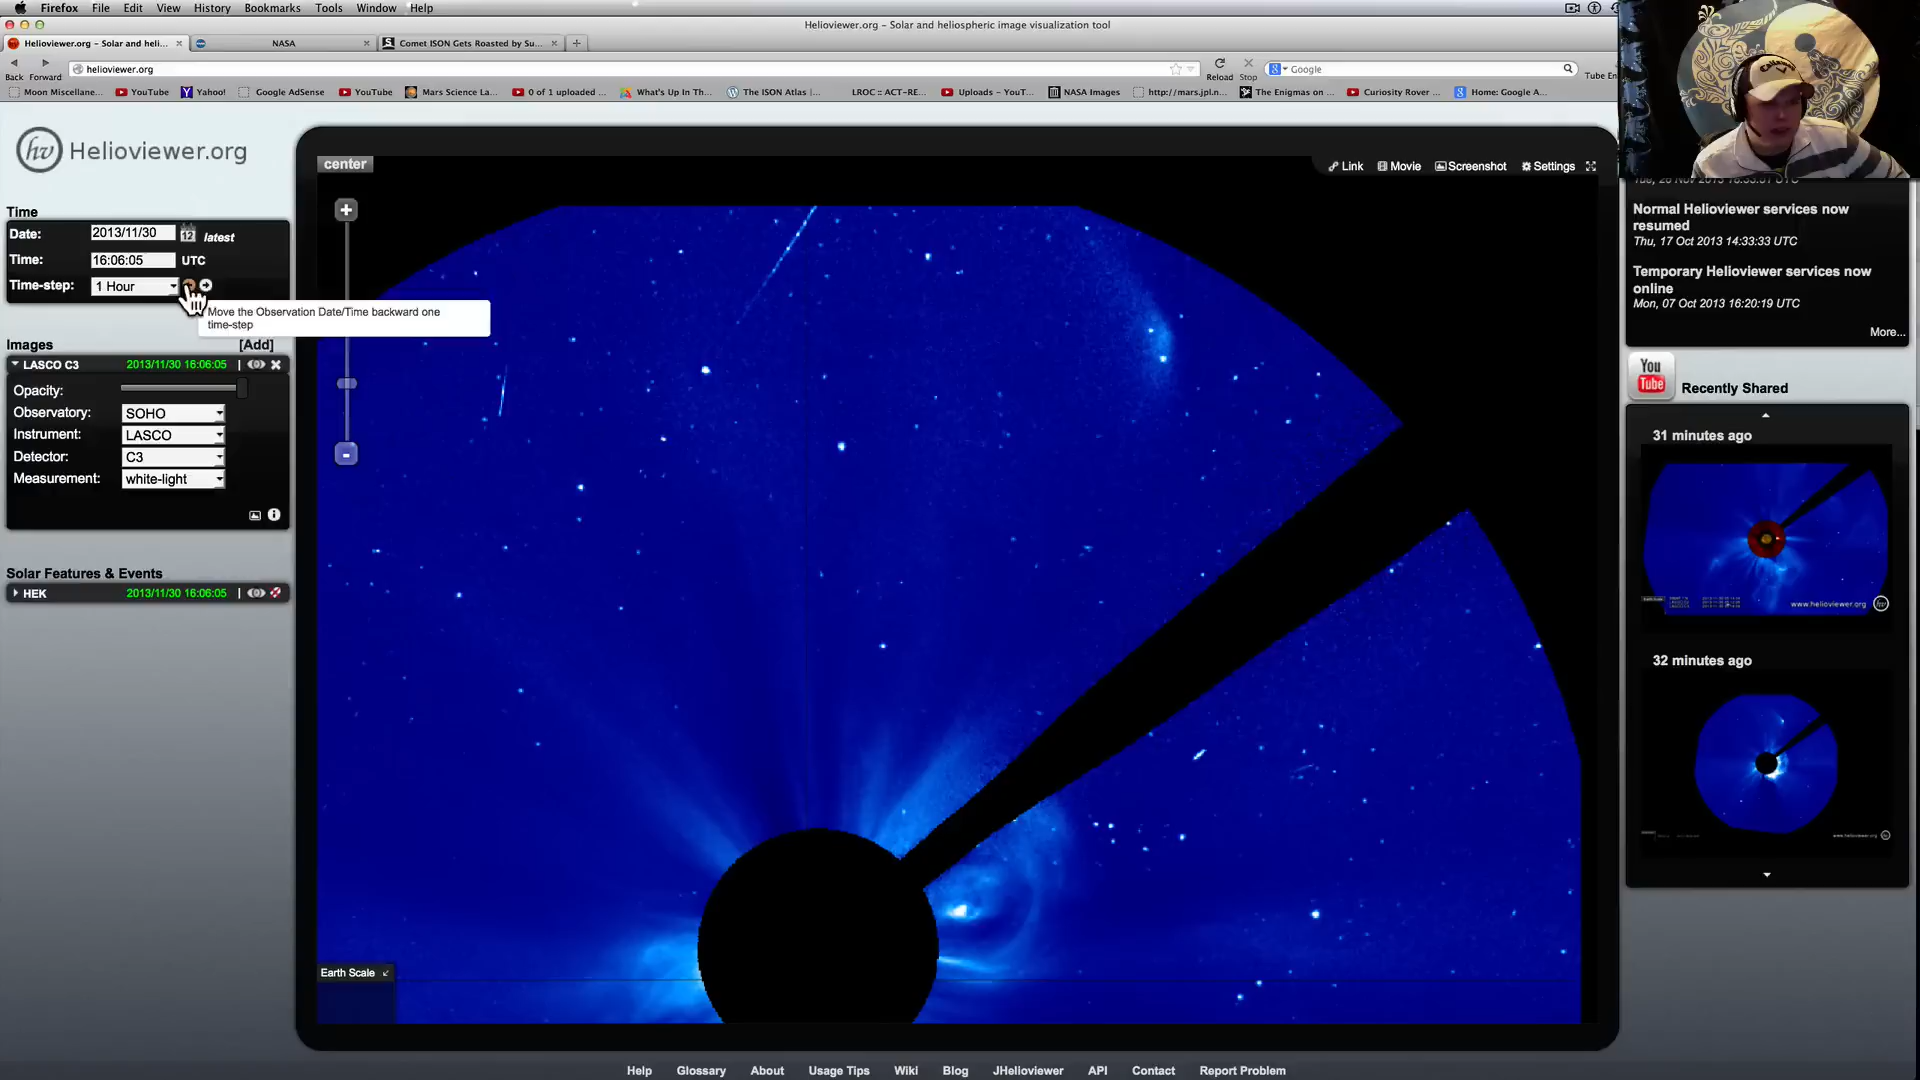 Firefox File Edit View History Bookmarks Tools Window Help
Helioviewer.org - Solar and heliospheric image visualization tool
Helioviewer.org - Solar and heli...
NASA
Comet ISON Gets Roasted by Su...
Back Forward
helioviewer.org
Reload Stop
Google
Tube En
Moon Miscellane...
YouTube
Yahoo!
Google AdSense
YouTube
Mars Science La...
0 of 1 uploaded ...
What's Up In Th...
The ISON Atlas |...
LROC :: ACT-RE...
Uploads - YouT...
NASA Images
http://mars.jpl.n...
The Enigmas on ...
Curiosity Rover ...
Home: Google A...
hv Helioviewer.org
center
Link Movie Screenshot Settings
Time
Date: 2013/11/30 12 latest
Time: 16:06:05 UTC
Time-step: 1 Hour
Move the Observation Date/Time backward one
time-step
Images [Add]
LASCO C3 2013/11/30 16:06:05
Opacity:
Observatory: SOHO
Instrument: LASCO
Detector: C3
Measurement: white-light
Solar Features & Events
HEK 2013/11/30 16:06:05
Earth Scale
Normal Helioviewer services now
resumed
Thu, 17 Oct 2013 14:33:33 UTC
Temporary Helioviewer services now
online
Mon, 07 Oct 2013 16:20:19 UTC
More...
You
Tube
Recently Shared
31 minutes ago
www.helioviewer.org hv
32 minutes ago
www.helioviewer.org
Help Glossary About Usage Tips Wiki Blog JHelioviewer API Contact Report Problem